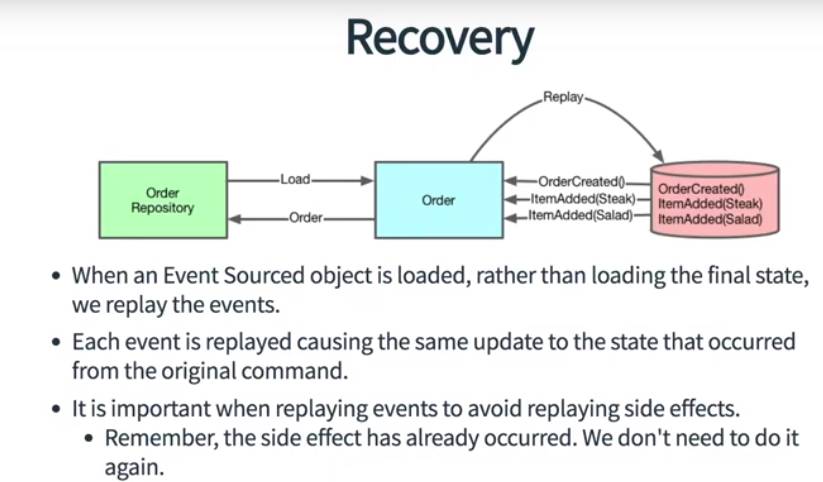 Recovery
Replay
Load
Order
Repository
Order
Order
OrderCreated()
ItemAdded(Steak)
ItemAdded(Salad)
OrderCreated()
ItemAdded(Steak)
ItemAdded(Salad)
• When an Event Sourced object is loaded, rather than loading the final state,
we replay the events.
• Each event is replayed causing the same update to the state that occurred
from the original command.
• It is important when replaying events to avoid replaying side effects.
• Remember, the side effect has already occurred. We don't need to do it
again.